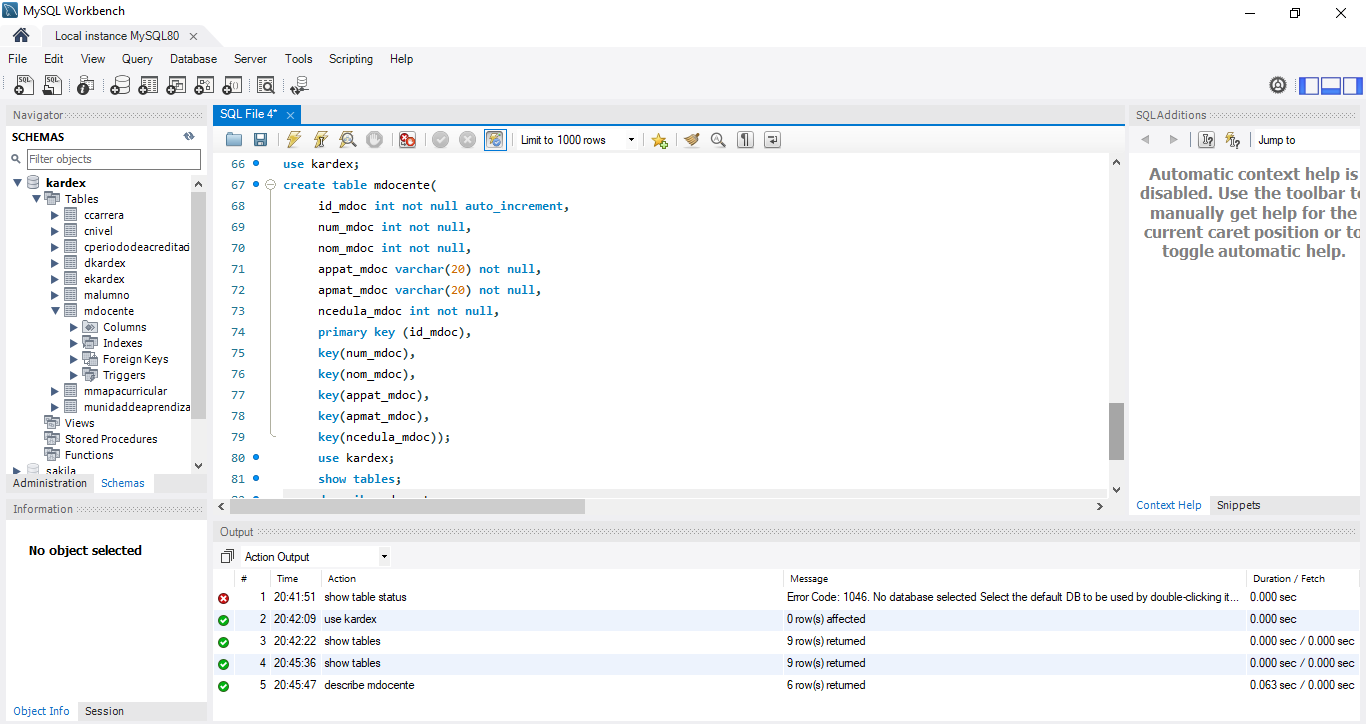 MySQL Workbench
Local instance MySQL80
File Edit View Query Database Server Tools Scripting Help
Navigator
SCHEMAS
Filter objects
kardex
Tables
ccarrera
cnivel
cperiododeacreditad
dkardex
ekardex
malumno
mdocente
Columns
Indexes
Foreign Keys
Triggers
mmapacurricular
munidaddeaprendiza
Views
Stored Procedures
Functions
sakila
Administration Schemas
Information
No object selected
Object Info Session
SQL File 4*
Limit to 1000 rows
66 use kardex;
67 create table mdocente(
68 id_mdoc int not null auto_increment,
69 num_mdoc int not null,
70 nom_mdoc int not null,
71 appat_mdoc varchar(20) not null,
72 apmat_mdoc varchar(20) not null,
73 ncedula_mdoc int not null,
74 primary key (id_mdoc),
75 key(num_mdoc),
76 key(nom_mdoc),
77 key(appat_mdoc),
78 key(apmat_mdoc),
79 key(ncedula_mdoc));
80 use kardex;
81 show tables;
SQLAdditions
Jump to
Automatic context help is
disabled. Use the toolbar to
manually get help for the
current caret position or to
toggle automatic help.
Context Help Snippets
Output
Action Output
# Time Action Message Duration / Fetch
1 20:41:51 show table status Error Code: 1046. No database selected Select the default DB to be used by double-clicking it... 0.000 sec
2 20:42:09 use kardex 0 row(s) affected 0.000 sec
3 20:42:22 show tables 9 row(s) returned 0.000 sec / 0.000 sec
4 20:45:36 show tables 9 row(s) returned 0.000 sec / 0.000 sec
5 20:45:47 describe mdocente 6 row(s) returned 0.063 sec / 0.000 sec